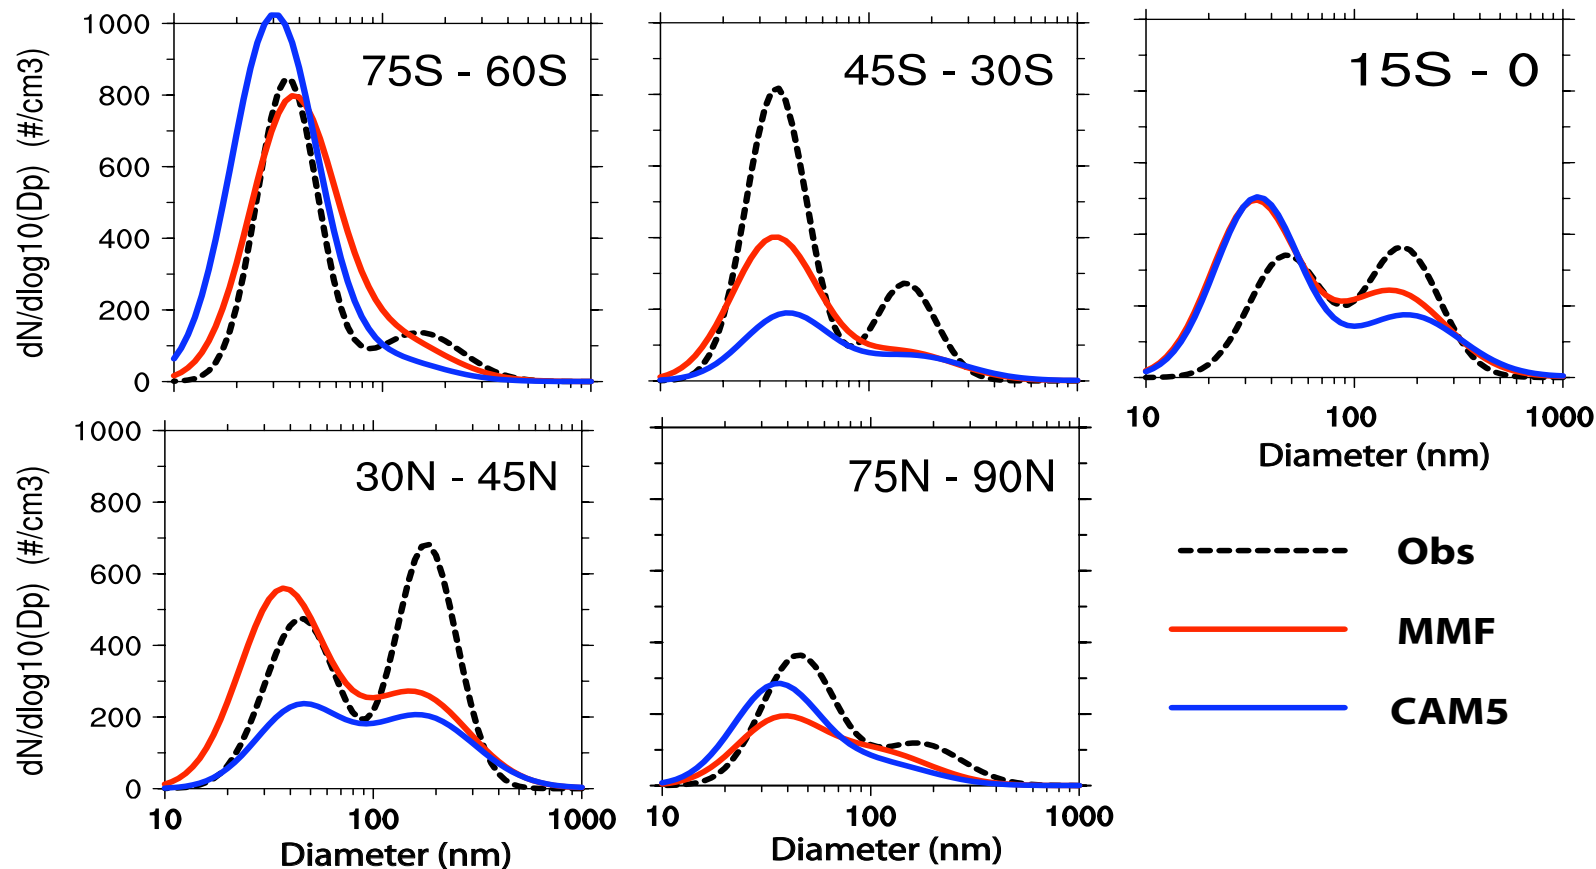 dN/dlog10(Dp) (#/cm3)
1000
800
600
400
200
0
75S - 60S
45S - 30S
15S - 0
10 100 1000
Diameter (nm)
dN/dlog10(Dp) (#/cm3)
1000
800
600
400
200
0
30N - 45N
10 100 1000
Diameter (nm)
75N - 90N
10 100 1000
Diameter (nm)
Obs
MMF
CAM5